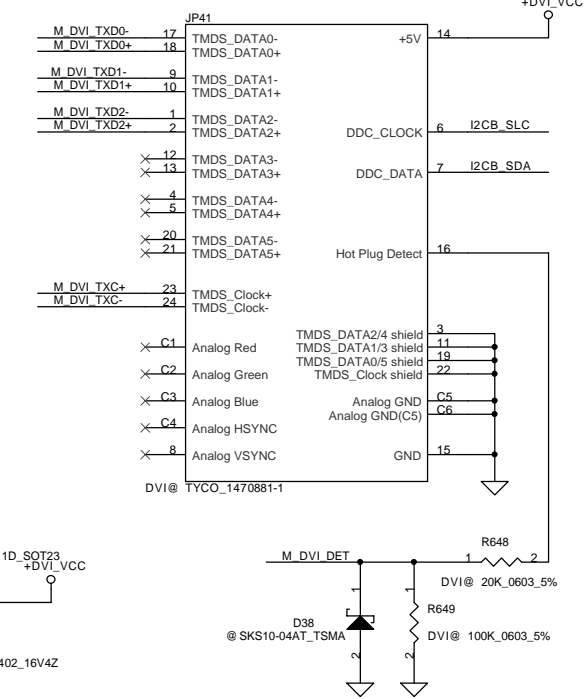 +DVI_VCC
JP41
M_DVI_TXD0- 17 TMDS_DATA0- +5V 14
M_DVI_TXD0+ 18 TMDS_DATA0+
M_DVI_TXD1- 9 TMDS_DATA1-
M_DVI_TXD1+ 10 TMDS_DATA1+
M_DVI_TXD2- 1 TMDS_DATA2-
M_DVI_TXD2+ 2 TMDS_DATA2+ DDC_CLOCK 6 I2CB_SLC
12 TMDS_DATA3-
13 TMDS_DATA3+ DDC_DATA 7 I2CB_SDA
4 TMDS_DATA4-
5 TMDS_DATA4+
20 TMDS_DATA5-
21 TMDS_DATA5+ Hot Plug Detect 16
M_DVI_TXC+ 23 TMDS_Clock+
M_DVI_TXC- 24 TMDS_Clock-
TMDS_DATA2/4 shield 3
C1 Analog Red TMDS_DATA1/3 shield 11
TMDS_DATA0/5 shield 19
C2 Analog Green TMDS_Clock shield 22
C3 Analog Blue Analog GND C5
Analog GND(C5) C6
C4 Analog HSYNC
8 Analog VSYNC GND 15
DVI@ TYCO_1470881-1
1D_SOT23
+DVI_VCC
R648
M_DVI_DET 1 2
DVI@ 20K_0603_5%
1 1
R649
D38
@ SKS10-04AT_TSMA DVI@ 100K_0603_5%
2 2
402_16V4Z